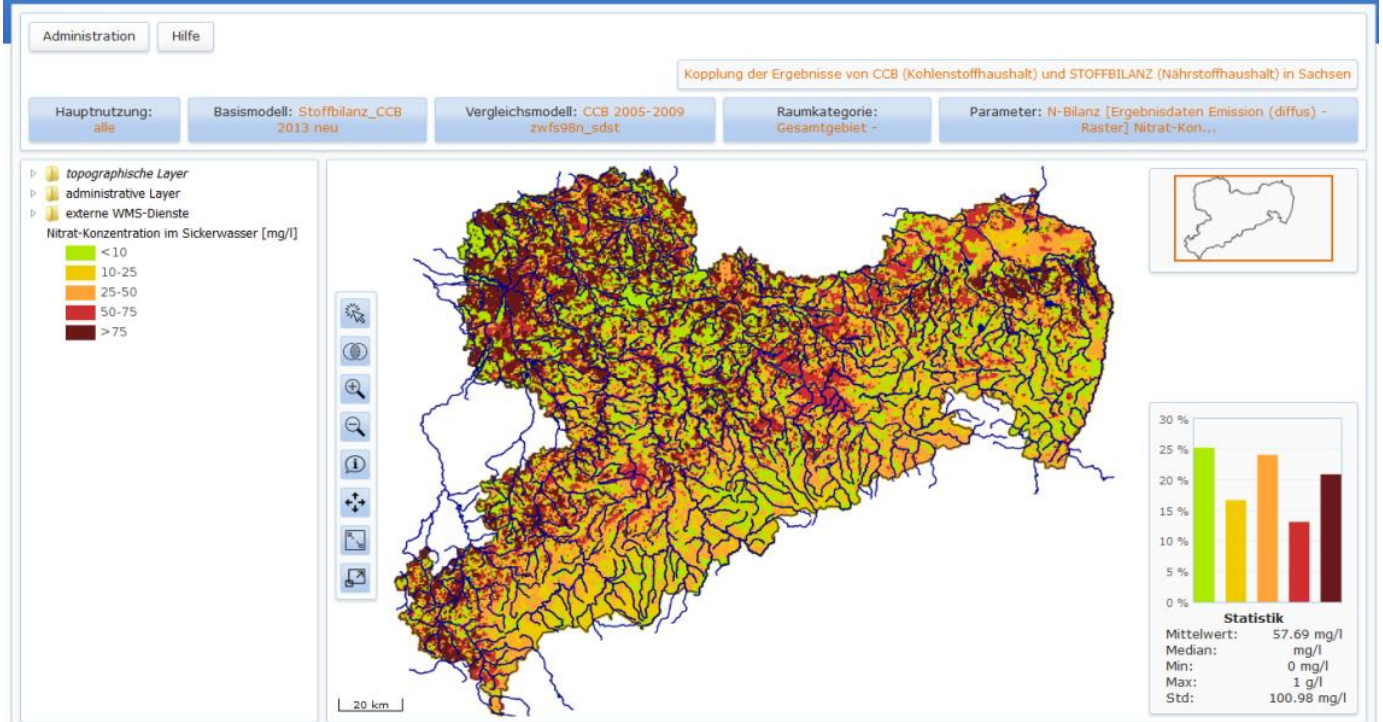 Administration
Hilfe
Kopplung der Ergebnisse von CCB (Kohlenstoffhaushalt) und STOFFBILANZ (Nährstoffhaushalt) in Sachsen
Hauptnutzung:
alle
Basismodell: Stoffbilanz_CCB
2013 neu
Vergleichsmodell: CCB 2005-2009
zwfs98n_sdst
Raumkategorie:
Gesamtgebiet -
Parameter: N-Bilanz [Ergebnisdaten Emission (diffus) -
Raster] Nitrat-Kon...
topographische Layer
administrative Layer
externe WMS-Dienste
Nitrat-Konzentration im Sickerwasser [mg/l]
<10
10-25
25-50
50-75
>75
20 km
30 %
25 %
20 %
15 %
10 %
5 %
0 %
Statistik
Mittelwert: 57.69 mg/l
Median: mg/l
Min: 0 mg/l
Max: 1 g/l
Std: 100.98 mg/l